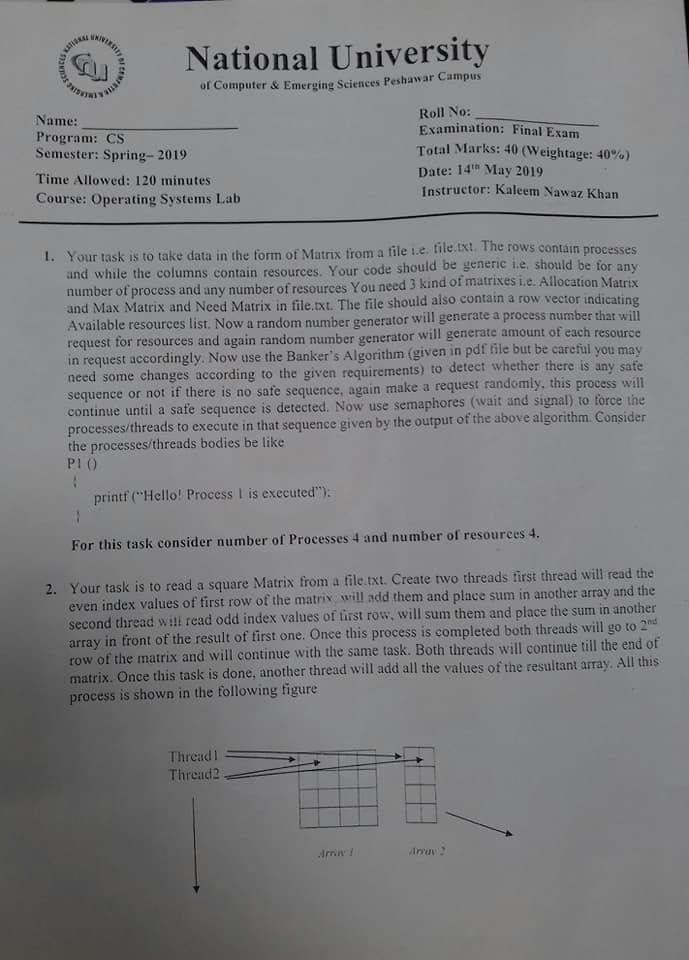 National University
of Computer & Emerging Sciences Peshawar Campus
Name:
Program: CS
Semester: Spring– 2019
Time Allowed: 120 minutes
Course: Operating Systems Lab
Roll No:
Examination: Final Exam
Total Marks: 40 (Weightage: 40%)
Date: 14th May 2019
Instructor: Kaleem Nawaz Khan
1. Your task is to take data in the form of Matrix from a file i.e. file.txt. The rows contain processes
and while the columns contain resources. Your code should be generic i.e. should be for any
number of process and any number of resources You need 3 kind of matrixes i.e. Allocation Matrix
and Max Matrix and Need Matrix in file.txt. The file should also contain a row vector indicating
Available resources list. Now a random number generator will generate a process number that will
request for resources and again random number generator will generate amount of each resource
in request accordingly. Now use the Banker's Algorithm (given in pdf file but be careful you may
need some changes according to the given requirements) to detect whether there is any safe
sequence or not if there is no safe sequence, again make a request randomly, this process will
continue until a safe sequence is detected. Now use semaphores (wait and signal) to force the
processes/threads to execute in that sequence given by the output of the above algorithm. Consider
the processes/threads bodies be like
P1 ()
{
printf ("Hello! Process 1 is executed");
}
For this task consider number of Processes 4 and number of resources 4.
2. Your task is to read a square Matrix from a file.txt. Create two threads first thread will read the
even index values of first row of the matrix, will add them and place sum in another array and the
second thread will read odd index values of first row, will sum them and place the sum in another
array in front of the result of first one. Once this process is completed both threads will go to 2nd
row of the matrix and will continue with the same task. Both threads will continue till the end of
matrix. Once this task is done, another thread will add all the values of the resultant array. All this
process is shown in the following figure
Thread1
Thread2
Array 1
Array 2